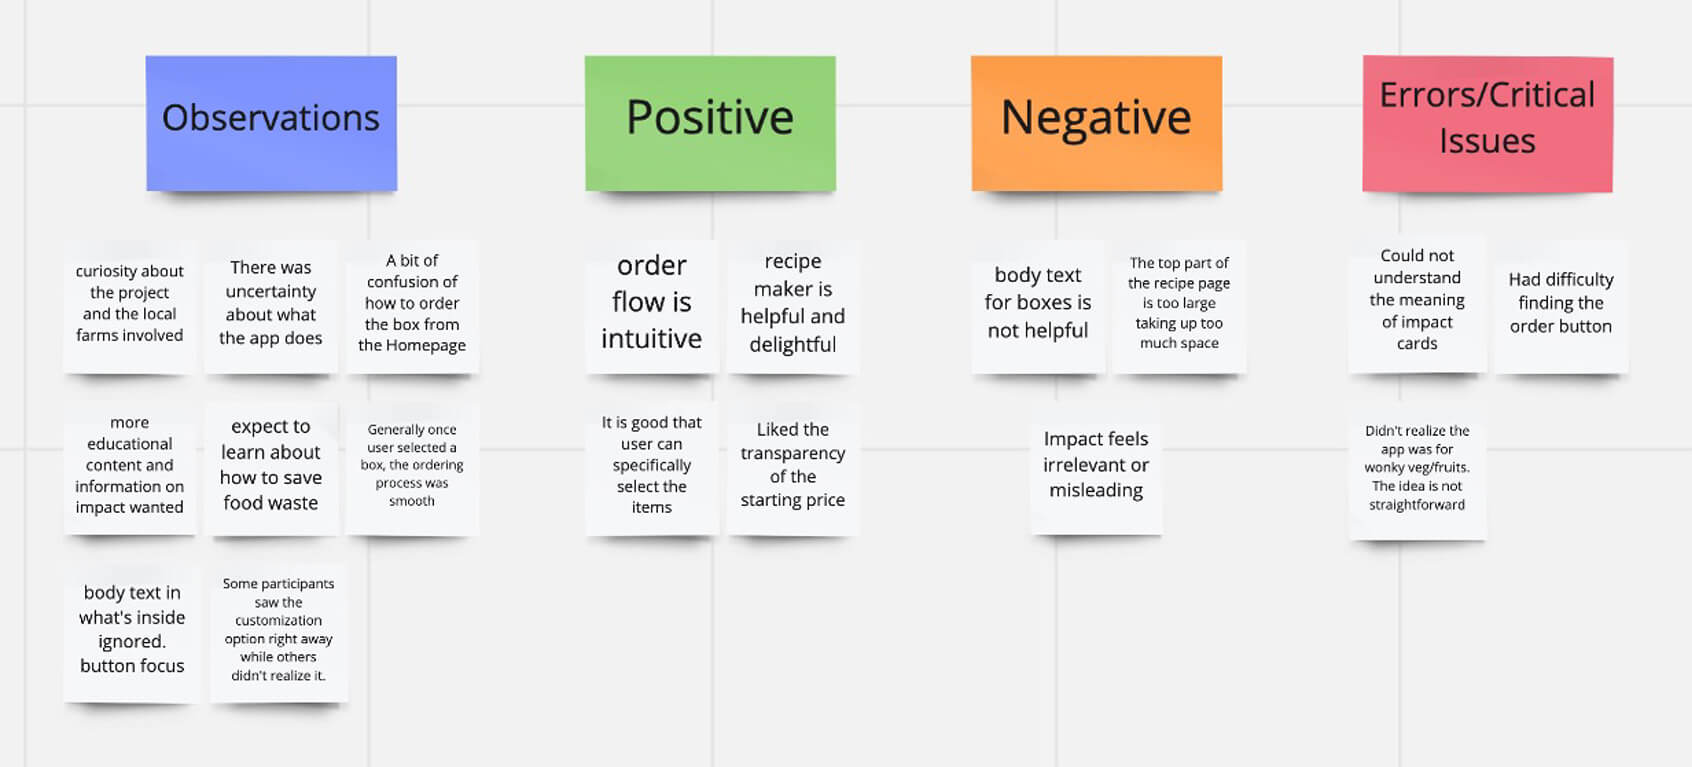 Observations
Positive
Negative
Errors/Critical
Issues
curiosity about
the project
and the local
farms involved
There was
uncertainty
about what
the app does
A bit of
confusion of
how to order
the box from
the Homepage
more
educational
content and
information on
impact wanted
expect to
learn about
how to save
food waste
Generally once
user selected a
box, the ordering
process was
smooth
body text in
what's inside
ignored.
button focus
Some participants
saw the
customization
option right away
while others
didn't realize it.
order
flow is
intuitive
recipe
maker is
helpful and
delightful
It is good that
user can
specifically
select the
items
Liked the
transparency
of the
starting price
body text
for boxes is
not helpful
The top part of
the recipe page
is too large
taking up too
much space
Impact feels
irrelevant or
misleading
Could not
understand
the meaning
of impact
cards
Had difficulty
finding the
order button
Didn't realize the
app was for
wonky veg/fruits.
The idea is not
straightforward